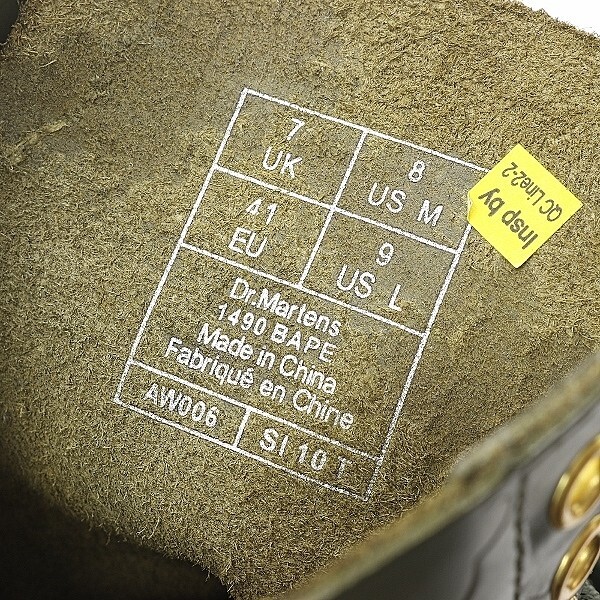 7
UK
8
US M
41
EU
9
US L
Dr.Martens
1490 BAPE
Made in China
Fabriqué en Chine
AW006
SI 10 T
Insp by
QC Line2-2